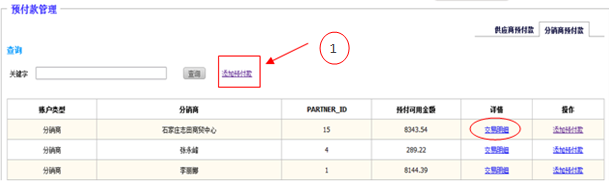 预付款管理
供应商预付款 分销商预付款
查询
关键字 查询 添加预付款 1
账户类型 分销商 PARTNER_ID 预付可用金额 详情 操作
分销商 石家庄志田商贸中心 15 8343.54 交易明细 添加预付款
分销商 张永峰 4 289.22 交易明细 添加预付款
分销商 李丽娜 1 8144.39 交易明细 添加预付款